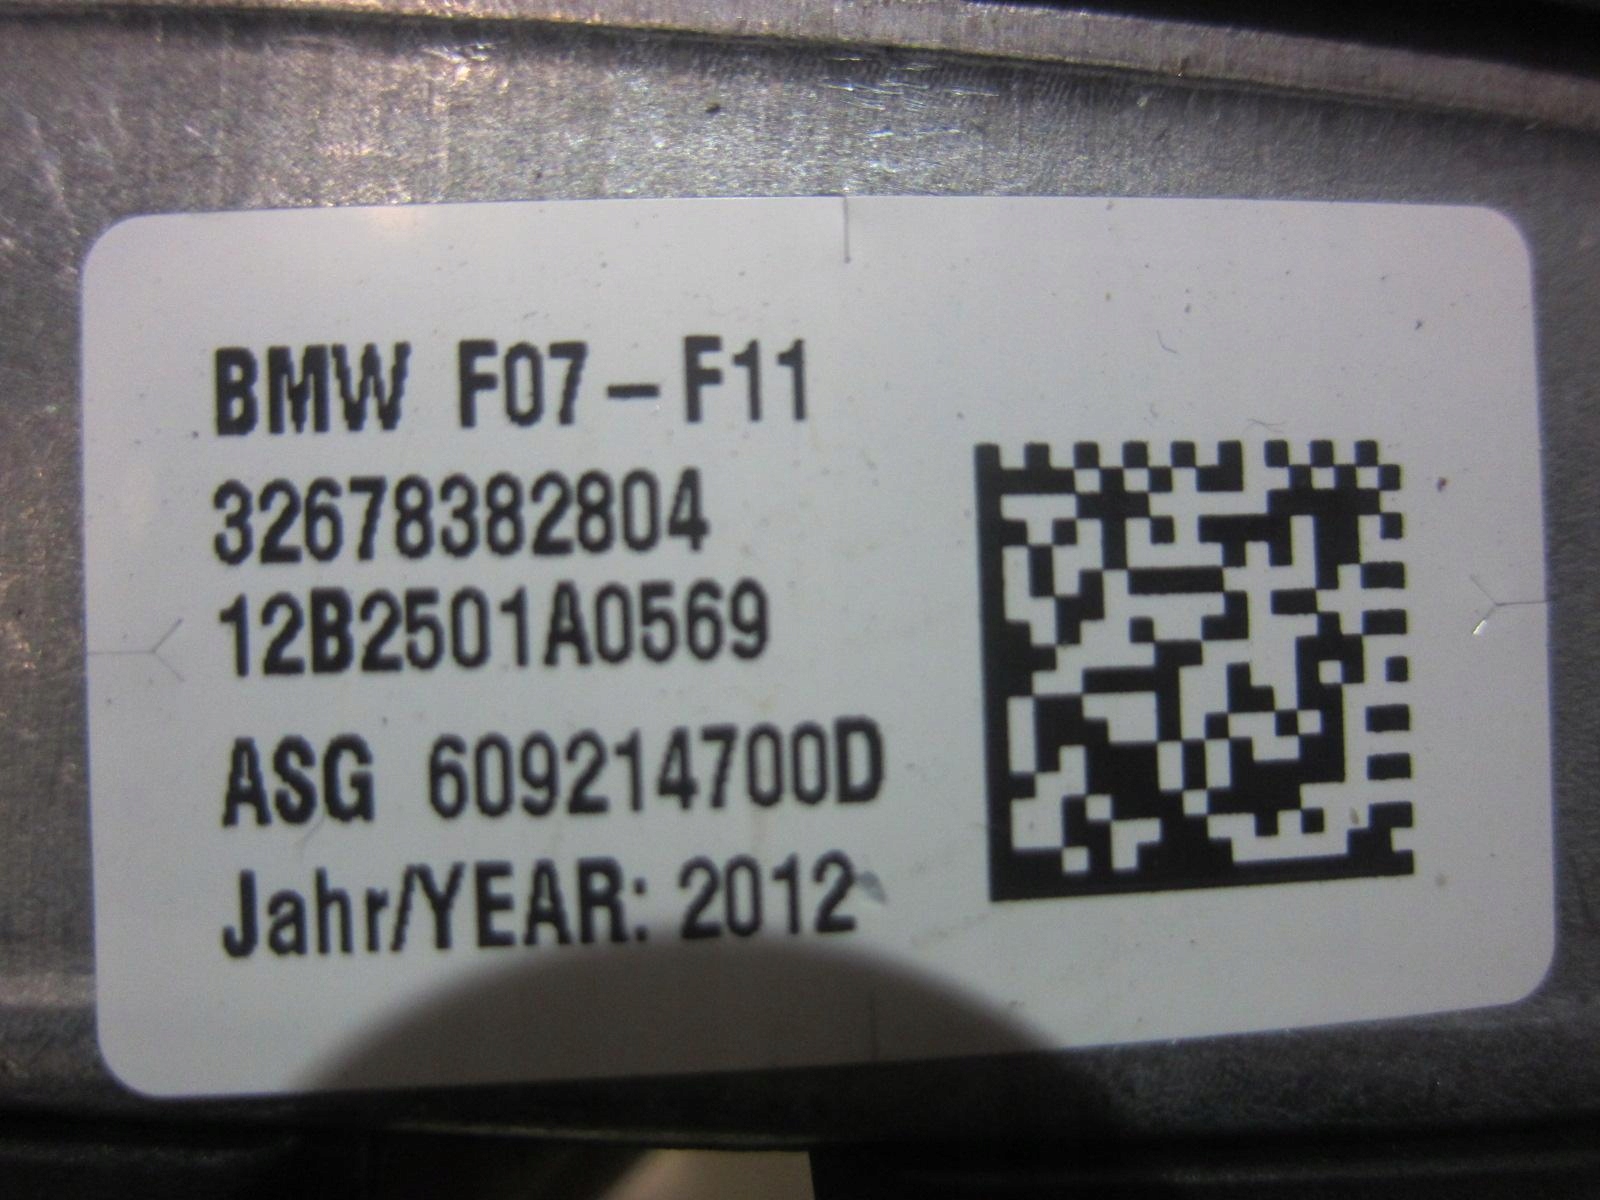 BMW F07-F11
32678382804
12B2501A0569
ASG 609214700D
Jahr/YEAR: 2012